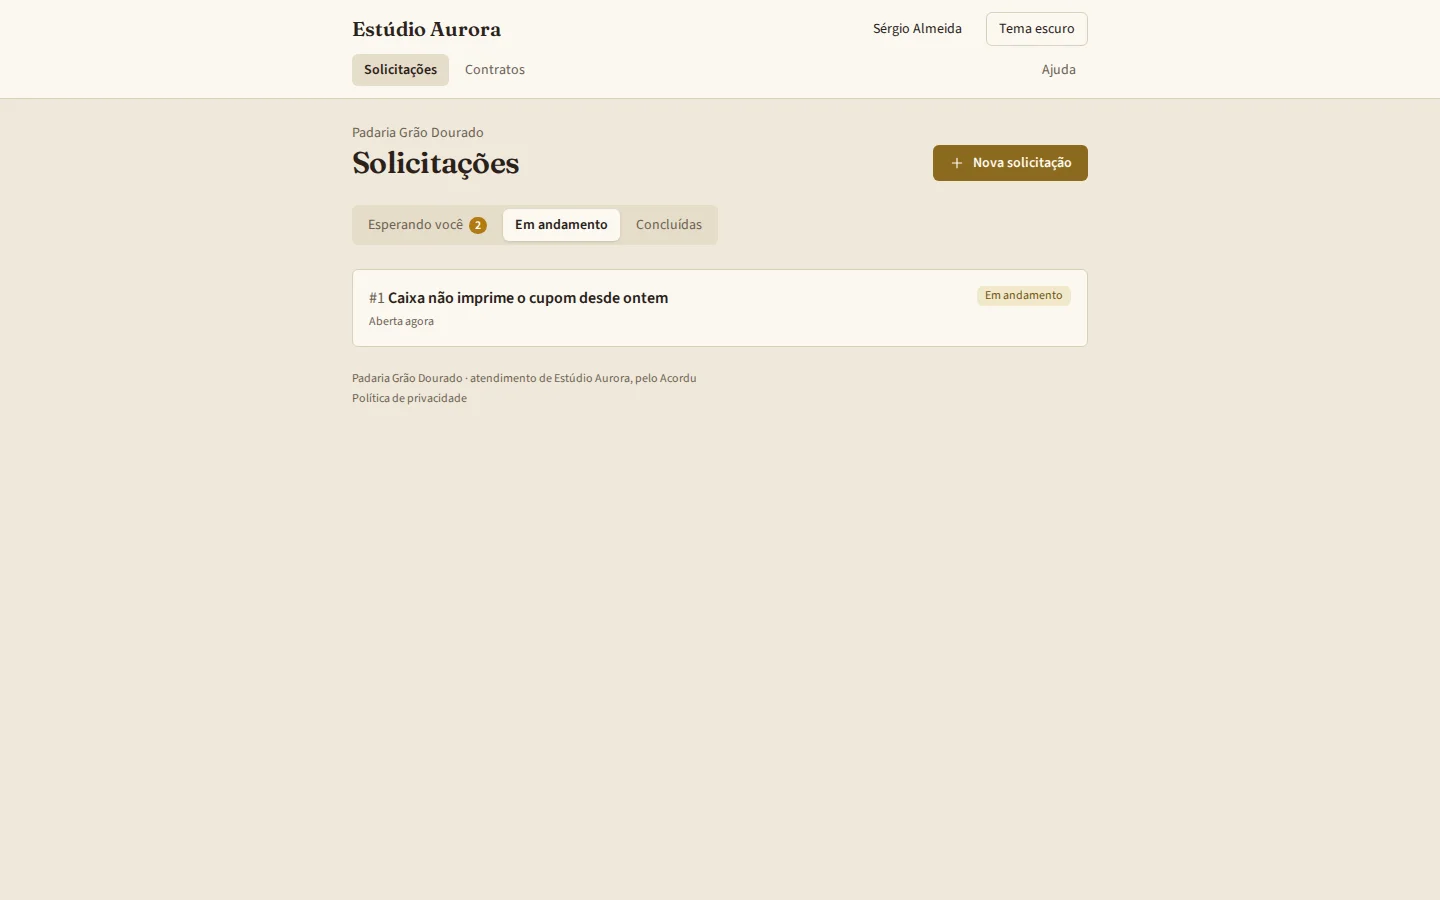 Estúdio Aurora
Sérgio Almeida
Tema escuro
Solicitações
Contratos
Ajuda
Padaria Grão Dourado
Solicitações
Nova solicitação
Esperando você 2
Em andamento
Concluídas
#1 Caixa não imprime o cupom desde ontem
Em andamento
Aberta agora
Padaria Grão Dourado · atendimento de Estúdio Aurora, pelo Acordu
Política de privacidade